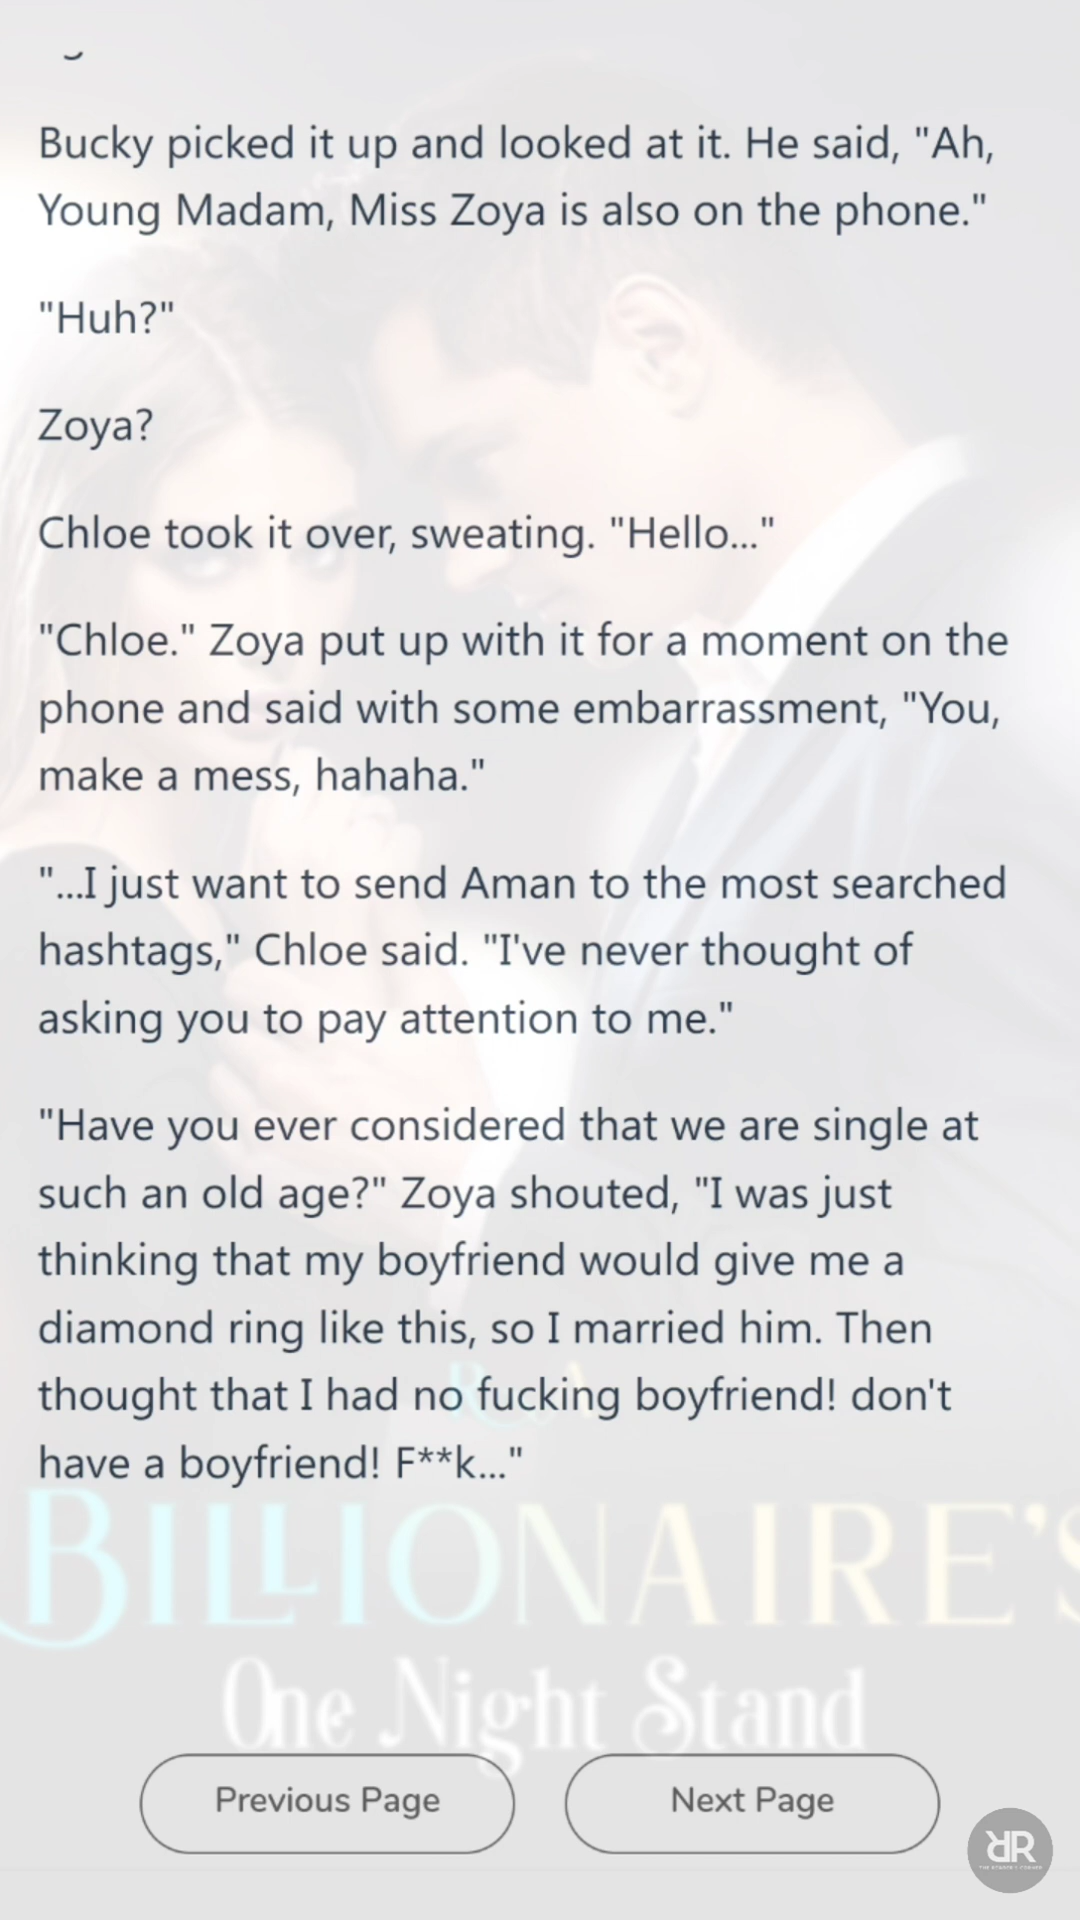 Bucky picked it up and looked at it. He said, "Ah,
Young Madam, Miss Zoya is also on the phone."
"Huh?"
Zoya?
Chloe took it over, sweating. "Hello..."
"Chloe." Zoya put up with it for a moment on the
phone and said with some embarrassment, "You,
make a mess, hahaha."
"...I just want to send Aman to the most searched
hashtags," Chloe said. "I've never thought of
asking you to pay attention to me."
"Have you ever considered that we are single at
such an old age?" Zoya shouted, "I was just
thinking that my boyfriend would give me a
diamond ring like this, so I married him. Then
thought that I had no fucking boyfriend! don't
have a boyfriend! F**k..."
BILLIONAIRE'S
One Night Stand
Previous Page
Next Page
RR
THE READER'S CORNER